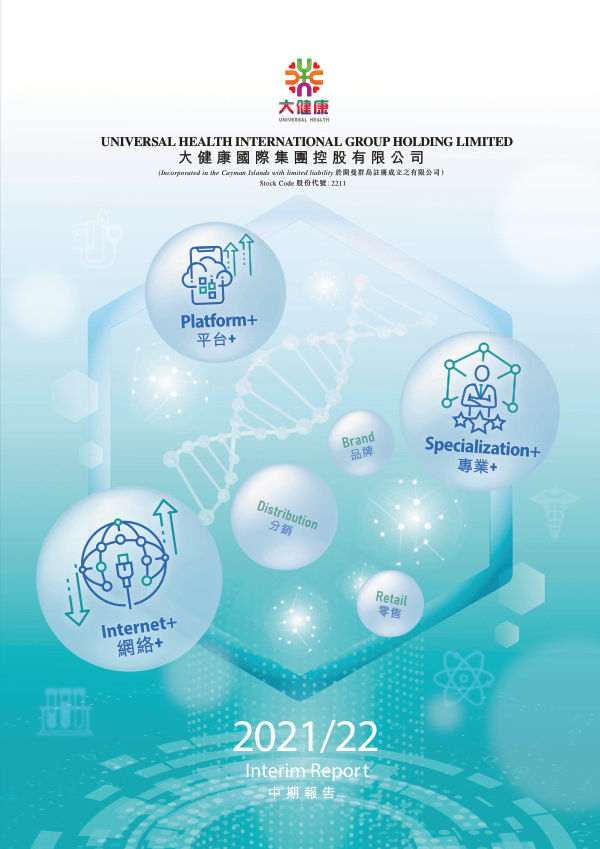 大健康
UNIVERSAL HEALTH
UNIVERSAL HEALTH INTERNATIONAL GROUP HOLDING LIMITED
大健康國際集團控股有限公司
(Incorporated in the Cayman Islands with limited liability 於開曼群島註冊成立之有限公司)
Stock Code 股份代號: 2211
Platform+
平台+
Specialization+
專業+
Brand
品牌
Distribution
分銷
Internet+
網絡+
Retail
零售
2021/22
Interim Report
中期報告